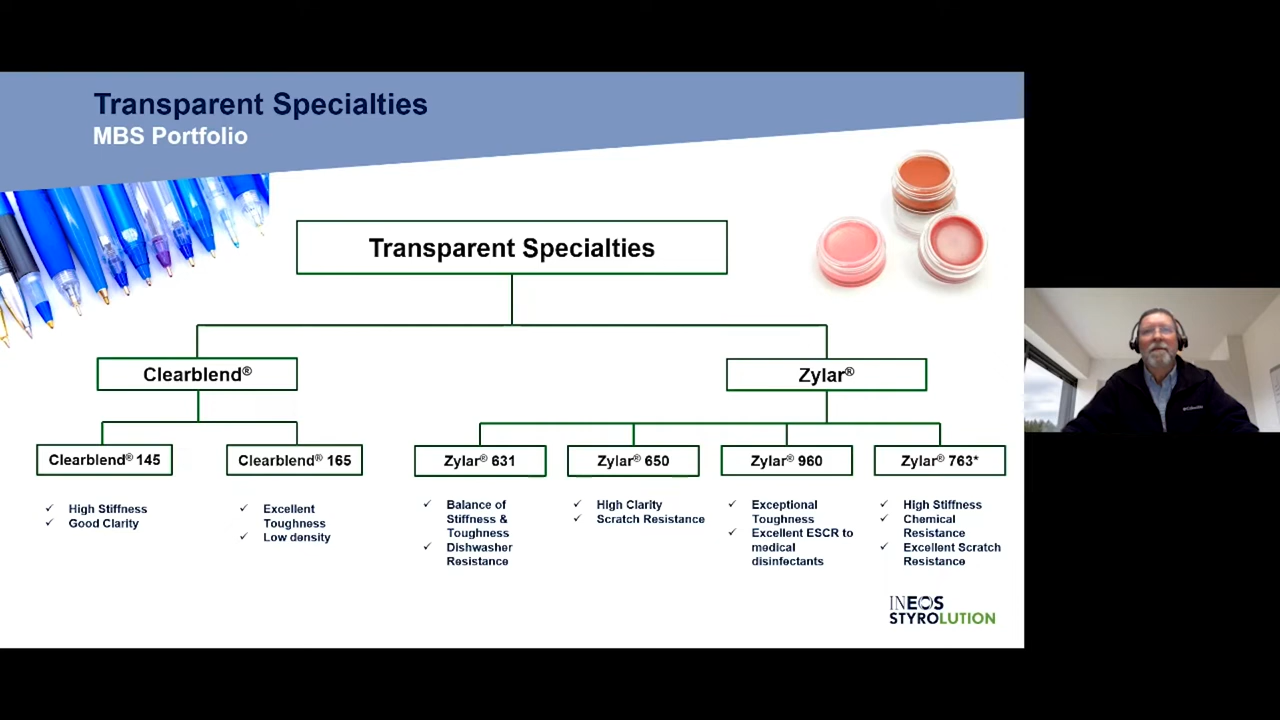 Transparent Specialties
MBS Portfolio
Transparent Specialties
Clearblend®
Zylar®
Clearblend® 145
Clearblend® 165
Zylar® 631
Zylar® 650
Zylar® 960
Zylar® 763*
✓ High Stiffness
✓ Good Clarity
✓ Excellent
Toughness
✓ Low density
✓ Balance of
Stiffness &
Toughness
✓ Dishwasher
Resistance
✓ High Clarity
✓ Scratch Resistance
✓ Exceptional
Toughness
✓ Excellent ESCR to
medical
disinfectants
✓ High Stiffness
✓ Chemical
Resistance
✓ Excellent Scratch
Resistance
INEOS
STYROLUTION
Columbia